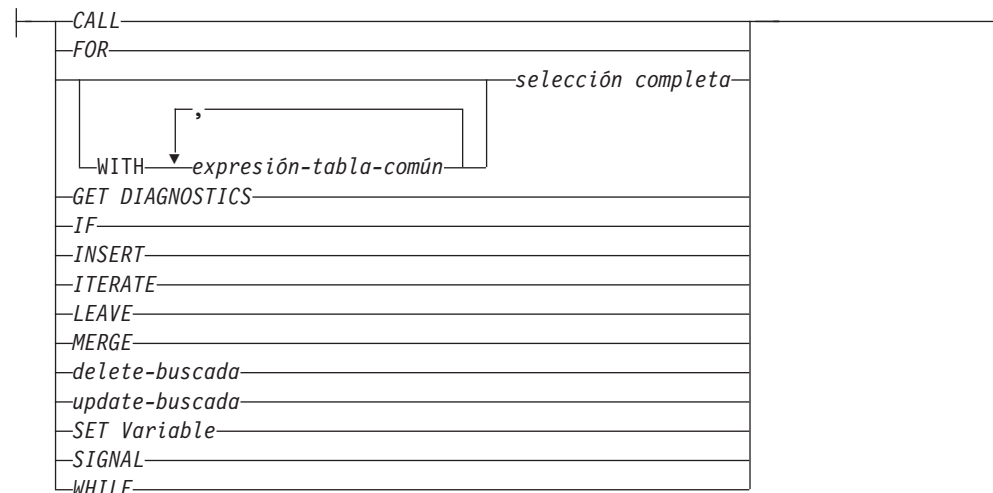 CALL
FOR
selección completa
,
WITH expresión-tabla-común
GET DIAGNOSTICS
IF
INSERT
ITERATE
LEAVE
MERGE
delete-buscada
update-buscada
SET Variable
SIGNAL
WHILE